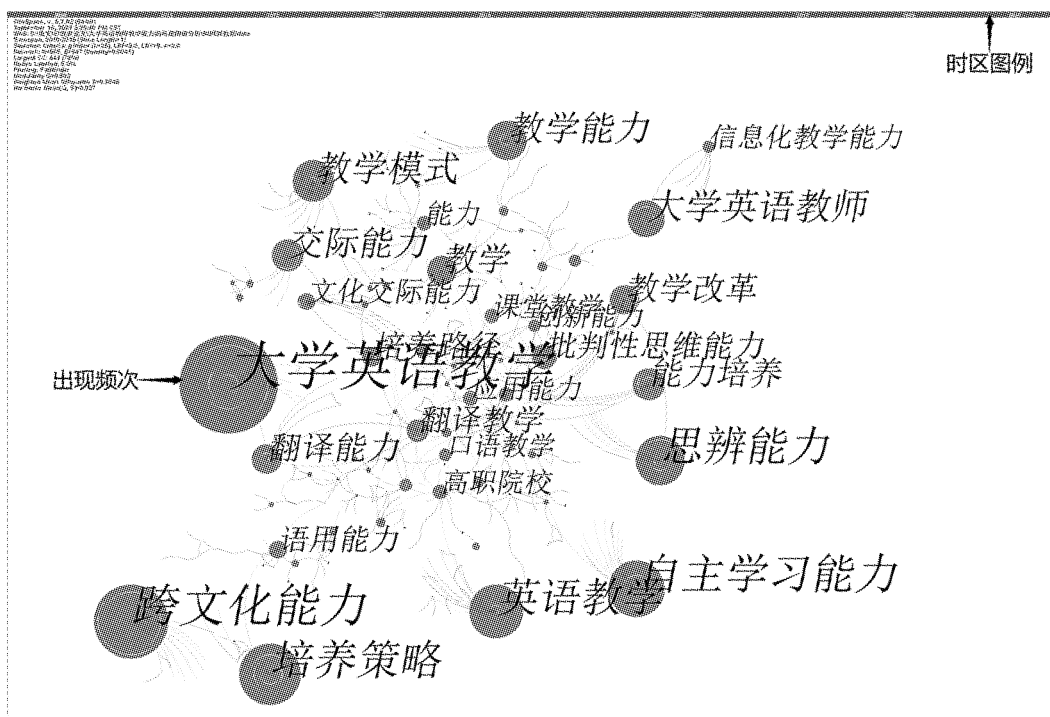 时区图例
教学能力
信息化教学能力
教学模式
大学英语教师
能力
交际能力
教学
教学改革
文化交际能力
课堂教学
创新能力
培养路径
批判性思维能力
大学英语教学
出现频次
能力培养
应用能力
翻译教学
翻译能力
口语教学
思辨能力
高职院校
语用能力
自主学习能力
英语教学
跨文化能力
培养策略